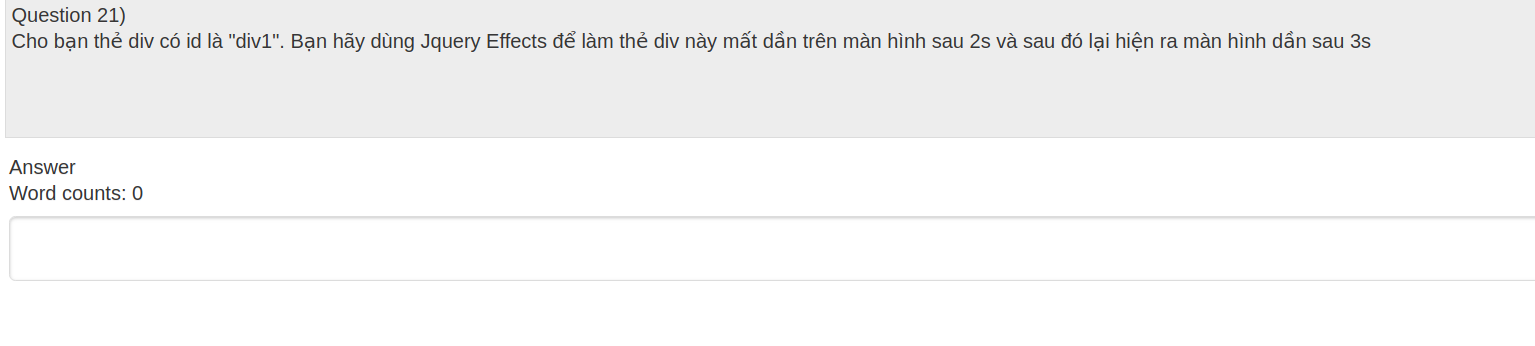 Question 21)
Cho bạn thẻ div có id là "div1". Bạn hãy dùng Jquery Effects để làm thẻ div này mất dần trên màn hình sau 2s và sau đó lại hiện ra màn hình dần sau 3s
Answer
Word counts: 0